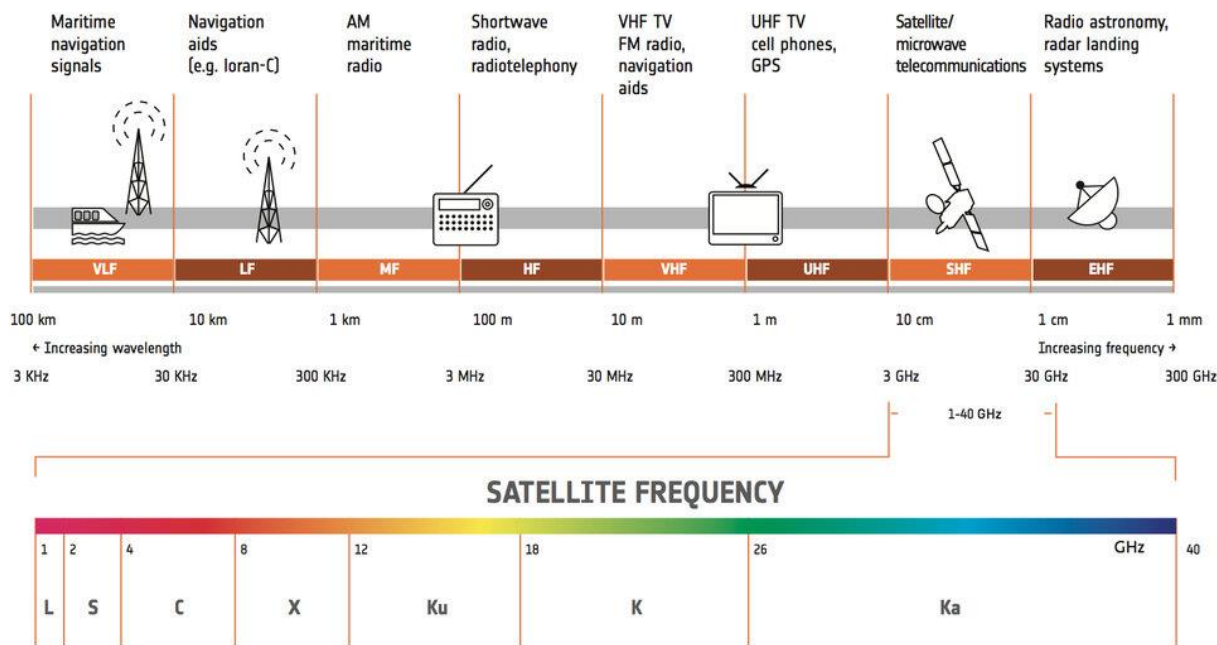 Maritime
navigation
signals
Navigation
aids
(e.g. loran-C)
AM
maritime
radio
Shortwave
radio,
radiotelephony
VHF TV
FM radio,
navigation
aids
UHF TV
cell phones,
GPS
Satellite/
microwave
telecommunications
Radio astronomy,
radar landing
systems
VLF LF MF HF VHF UHF SHF EHF
100 km 10 km 1 km 100 m 10 m 1 m 10 cm 1 cm 1 mm
← Increasing wavelength Increasing frequency →
3 KHz 30 KHz 300 KHz 3 MHz 30 MHz 300 MHz 3 GHz 30 GHz 300 GHz
1-40 GHz
SATELLITE FREQUENCY
1 2 4 8 12 18 26 GHz 40
L S C X Ku K Ka